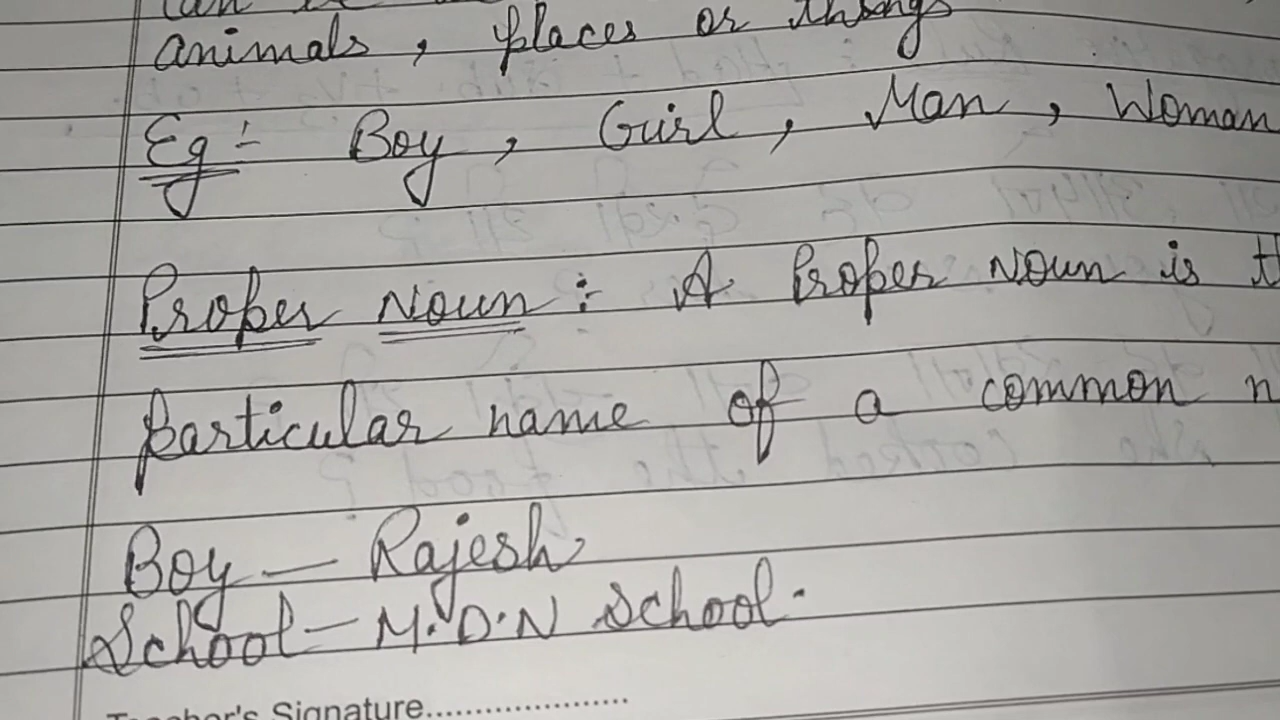 can
animals, places or things
Eg:- Boy, Girl, Man, Woman
Proper Noun :- A Proper Noun is
particular name of a common
Boy — Rajesh,
School — M.D.N School.
Teacher's Signature.....................